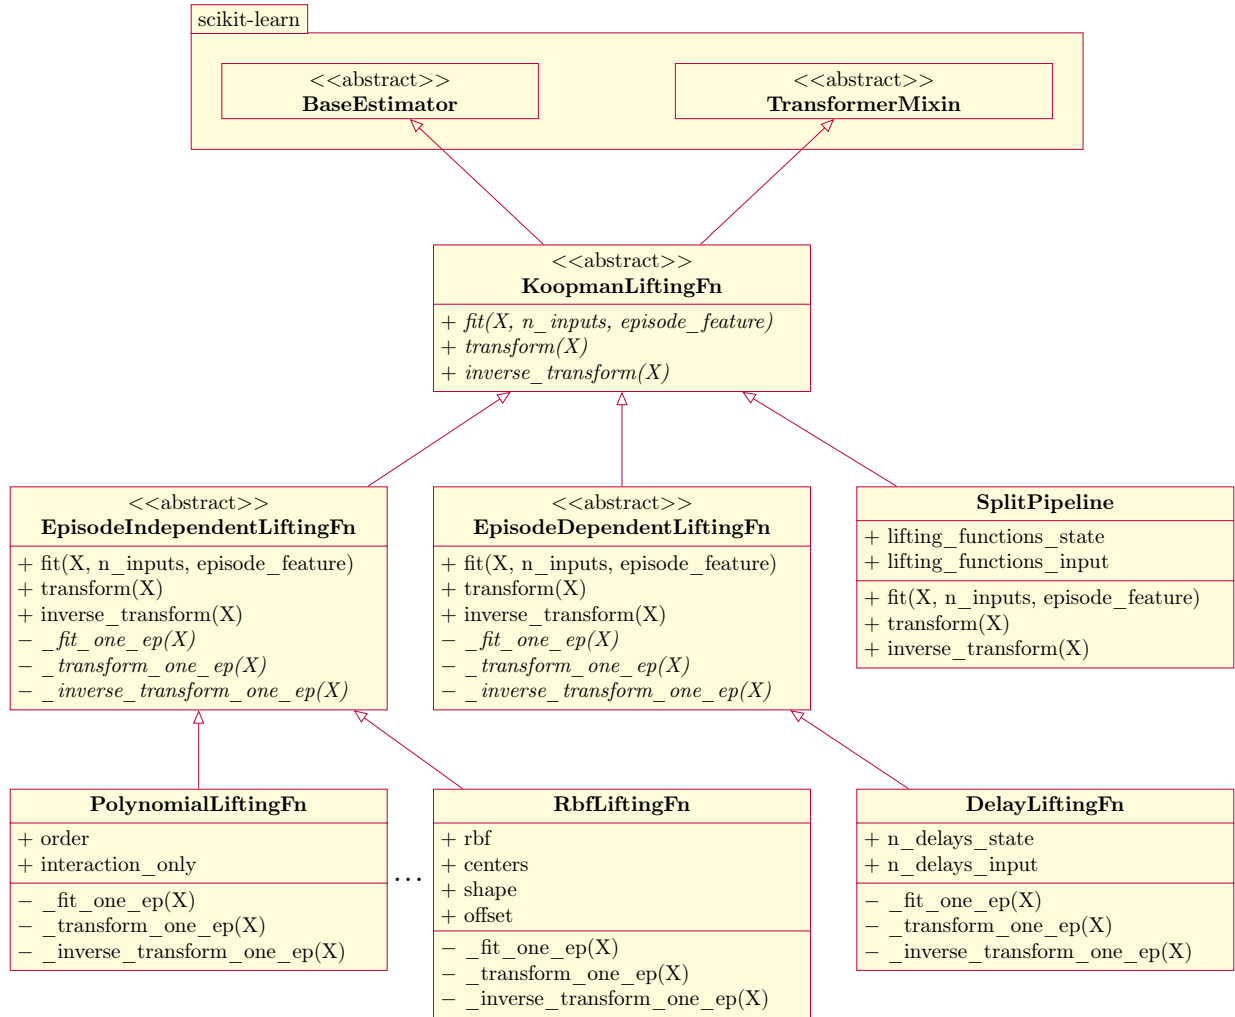 scikit-learn
<<abstract>>
BaseEstimator
<<abstract>>
TransformerMixin
<<abstract>>
KoopmanLiftingFn
+ fit(X, n_inputs, episode_feature)
+ transform(X)
+ inverse_transform(X)
<<abstract>>
EpisodeIndependentLiftingFn
+ fit(X, n_inputs, episode_feature)
+ transform(X)
+ inverse_transform(X)
− _fit_one_ep(X)
− _transform_one_ep(X)
− _inverse_transform_one_ep(X)
<<abstract>>
EpisodeDependentLiftingFn
+ fit(X, n_inputs, episode_feature)
+ transform(X)
+ inverse_transform(X)
− _fit_one_ep(X)
− _transform_one_ep(X)
− _inverse_transform_one_ep(X)
SplitPipeline
+ lifting_functions_state
+ lifting_functions_input
+ fit(X, n_inputs, episode_feature)
+ transform(X)
+ inverse_transform(X)
PolynomialLiftingFn
+ order
+ interaction_only
− _fit_one_ep(X)
− _transform_one_ep(X)
− _inverse_transform_one_ep(X)
...
RbfLiftingFn
+ rbf
+ centers
+ shape
+ offset
− _fit_one_ep(X)
− _transform_one_ep(X)
− _inverse_transform_one_ep(X)
DelayLiftingFn
+ n_delays_state
+ n_delays_input
− _fit_one_ep(X)
− _transform_one_ep(X)
− _inverse_transform_one_ep(X)